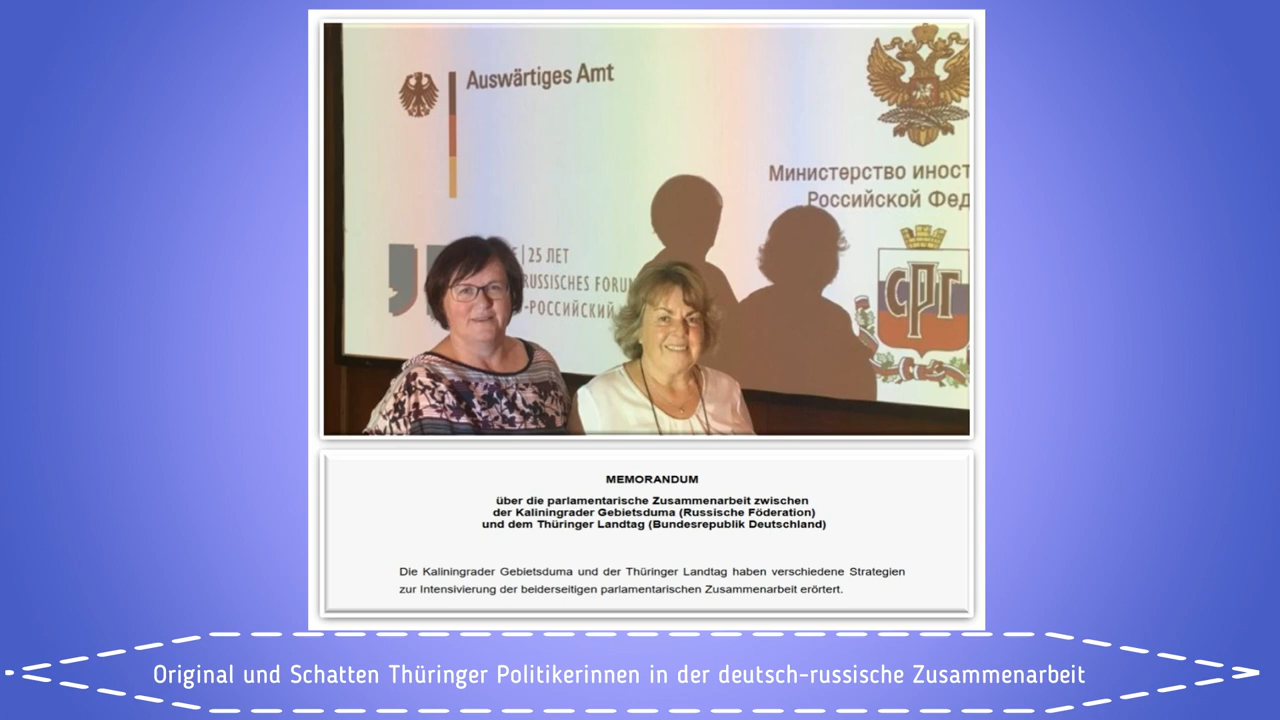 Auswärtiges Amt
Министерство иност
Российской Фед
25 ЛЕТ
RUSSISCHES FORU
-РОССИЙСКИЙ
СРГ
MEMORANDUM
über die parlamentarische Zusammenarbeit zwischen
der Kaliningrader Gebietsduma (Russische Föderation)
und dem Thüringer Landtag (Bundesrepublik Deutschland)
Die Kaliningrader Gebietsduma und der Thüringer Landtag haben verschiedene Strategien
zur Intensivierung der beiderseitigen parlamentarischen Zusammenarbeit erörtert.
Original und Schatten Thüringer Politikerinnen in der deutsch-russische Zusammenarbeit